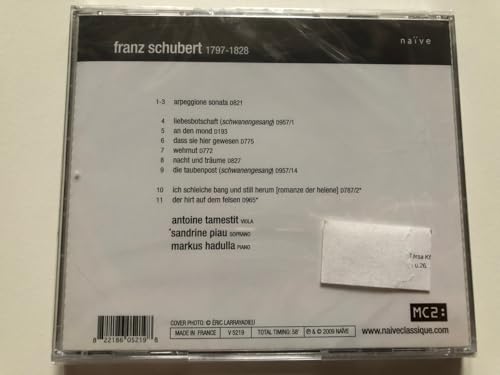 franz schubert 1797-1828
naïve
1-3 arpeggione sonata D821
4 liebesbotschaft (schwanengesang) D957/1
5 an den mond D193
6 dass sie hier gewesen D775
7 wehmut D772
8 nacht und träume D827
9 die taubenpost (schwanengesang) D957/14
10 ich schleiche bang und still herum [romanze der helene] D787/2*
11 der hirt auf dem felsen D965*
antoine tamestit VIOLA
*sandrine piau SOPRANO
markus hadulla PIANO
MC2:
COVER PHOTO: © ÉRIC LARRAYADIEU
MADE IN FRANCE V 5219 TOTAL TIMING: 58' ℗ & © 2009 NAÏVE
www.naiveclassique.com
8 22186 05219 8